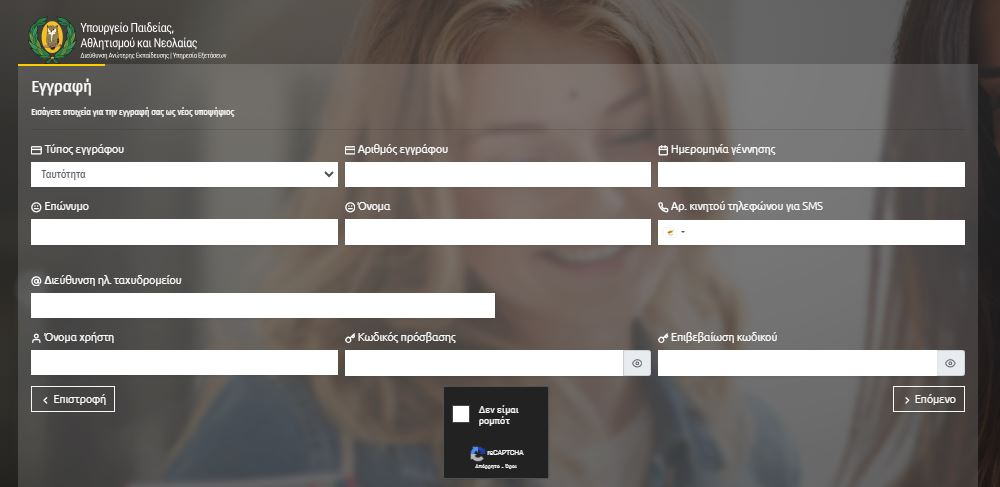 Υπουργείο Παιδείας,
Αθλητισμού και Νεολαίας
Διεύθυνση Ανώτερης Εκπαίδευσης | Υπηρεσία Εξετάσεων
Εγγραφή
Εισάγετε στοιχεία για την εγγραφή σας ως νέος υποψήφιος
Τύπος εγγράφου
Αριθμός εγγράφου
Ημερομηνία γέννησης
Ταυτότητα
Επώνυμο
Όνομα
Αρ. κινητού τηλεφώνου για SMS
Διεύθυνση ηλ. ταχυδρομείου
Όνομα χρήστη
Κωδικός πρόσβασης
Επιβεβαίωση κωδικού
Επιστροφή
Επόμενο
Δεν είμαι
ρομπότ
reCAPTCHA
Απόρρητο - Όροι